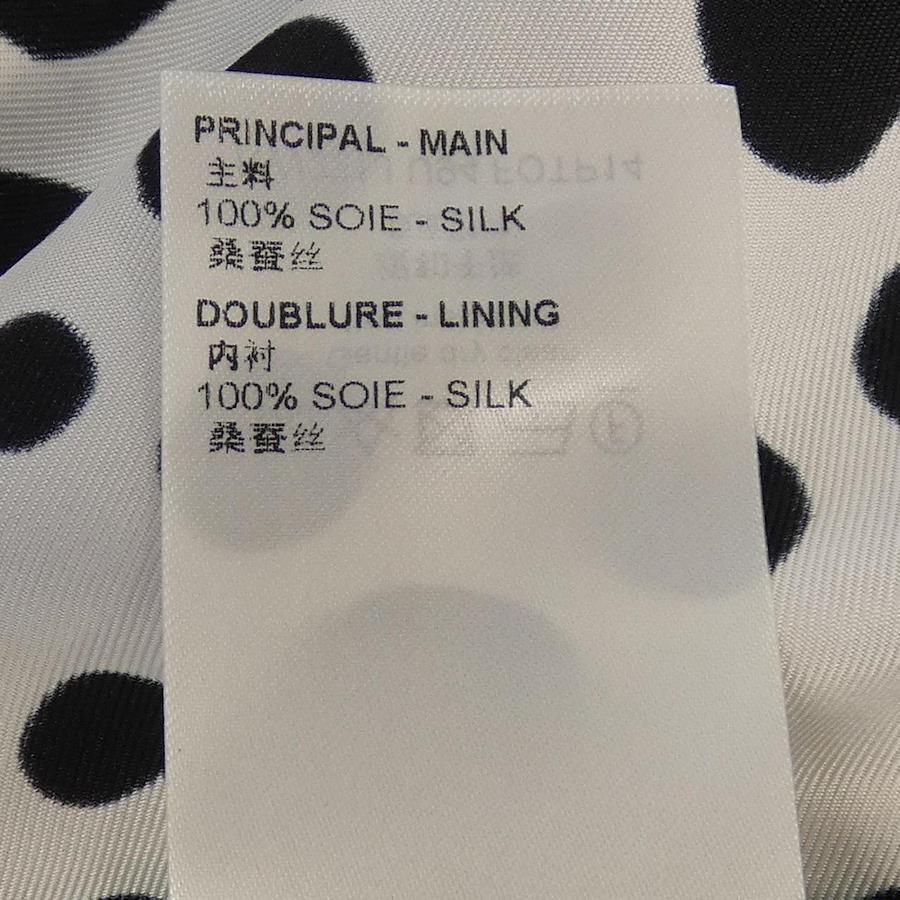 PRINCIPAL - MAIN
主料
100% SOIE - SILK
桑蚕丝
DOUBLURE - LINING
内衬
100% SOIE - SILK
桑蚕丝